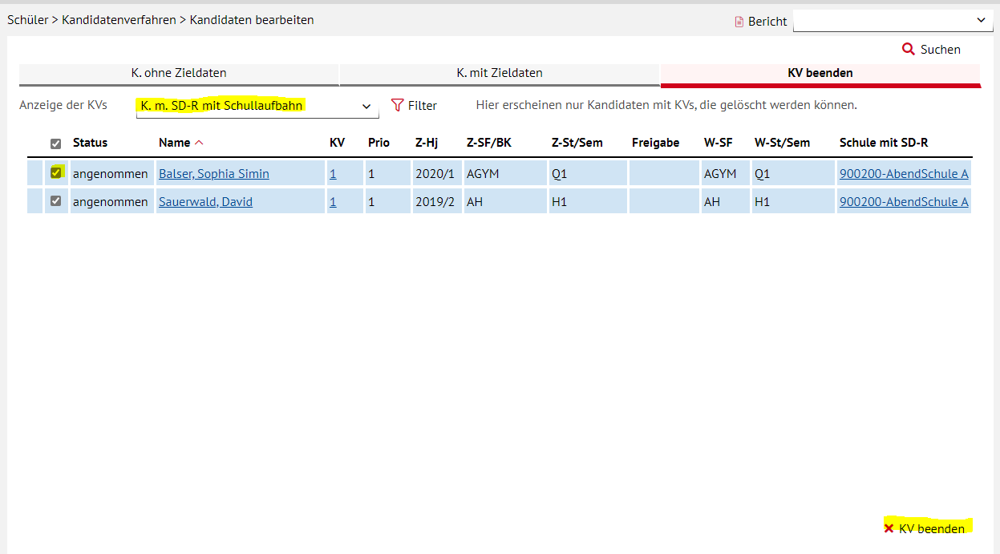 Schüler > Kandidatenverfahren > Kandidaten bearbeiten
Bericht
Suchen
K. ohne Zieldaten K. mit Zieldaten KV beenden
Anzeige der KVs K. m. SD-R mit Schullaufbahn Filter Hier erscheinen nur Kandidaten mit KVs, die gelöscht werden können.
Status Name KV Prio Z-Hj Z-SF/BK Z-St/Sem Freigabe W-SF W-St/Sem Schule mit SD-R
angenommen Balser, Sophia Simin 1 1 2020/1 AGYM Q1 AGYM Q1 900200-AbendSchule A
angenommen Sauerwald, David 1 1 2019/2 AH H1 AH H1 900200-AbendSchule A
KV beenden